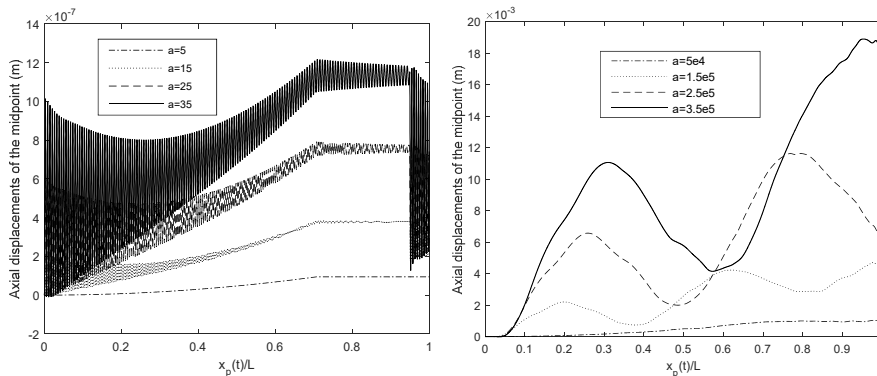 ×10⁻⁷
14
12
10
8
6
4
2
0
-2
Axial displacements of the midpoint (m)
a=5
a=15
a=25
a=35
0 0.2 0.4 0.6 0.8 1
x_p(t)/L
×10⁻³
20
18
16
14
12
10
8
6
4
2
0
Axial displacements of the midpoint (m)
a=5e4
a=1.5e5
a=2.5e5
a=3.5e5
0 0.1 0.2 0.3 0.4 0.5 0.6 0.7 0.8 0.9
x_p(t)/L